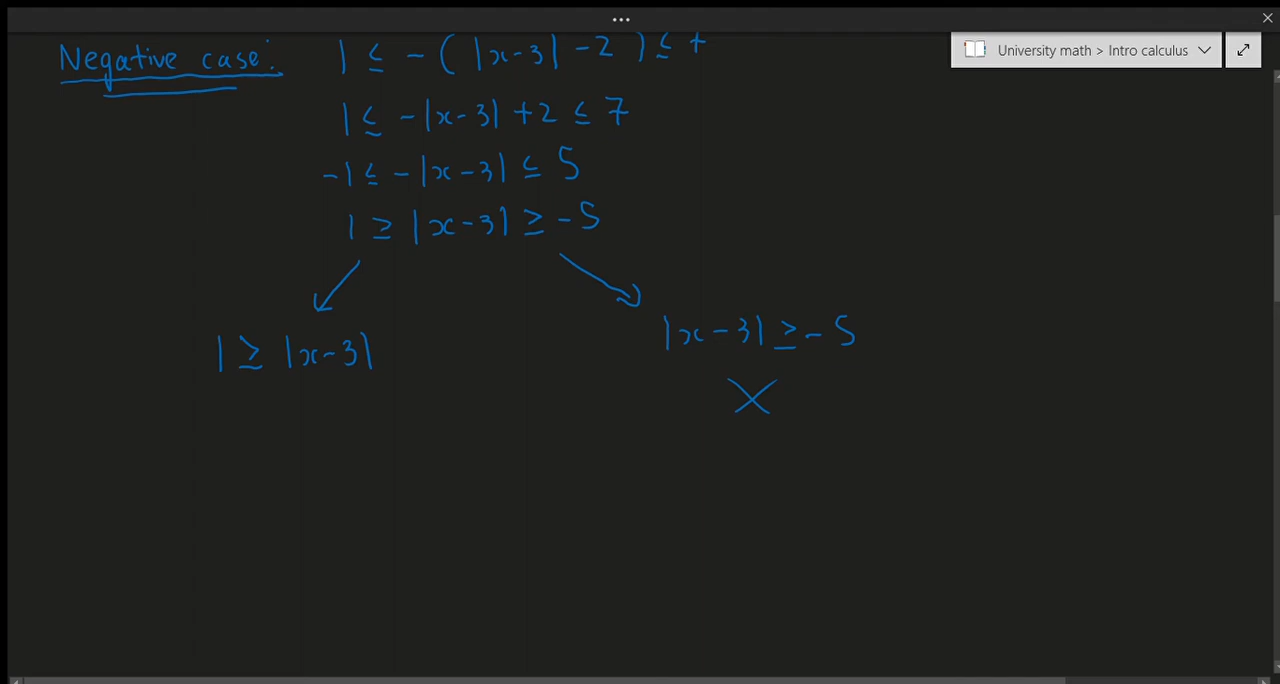 University math > Intro calculus
Negative case:
1 ≤ -( |x-3| -2 ) ≤
1 ≤ -|x-3| +2 ≤ 7
-1 ≤ -|x-3| ≤ 5
1 ≥ |x-3| ≥ -5
1 ≥ |x-3|
|x-3| ≥ -5